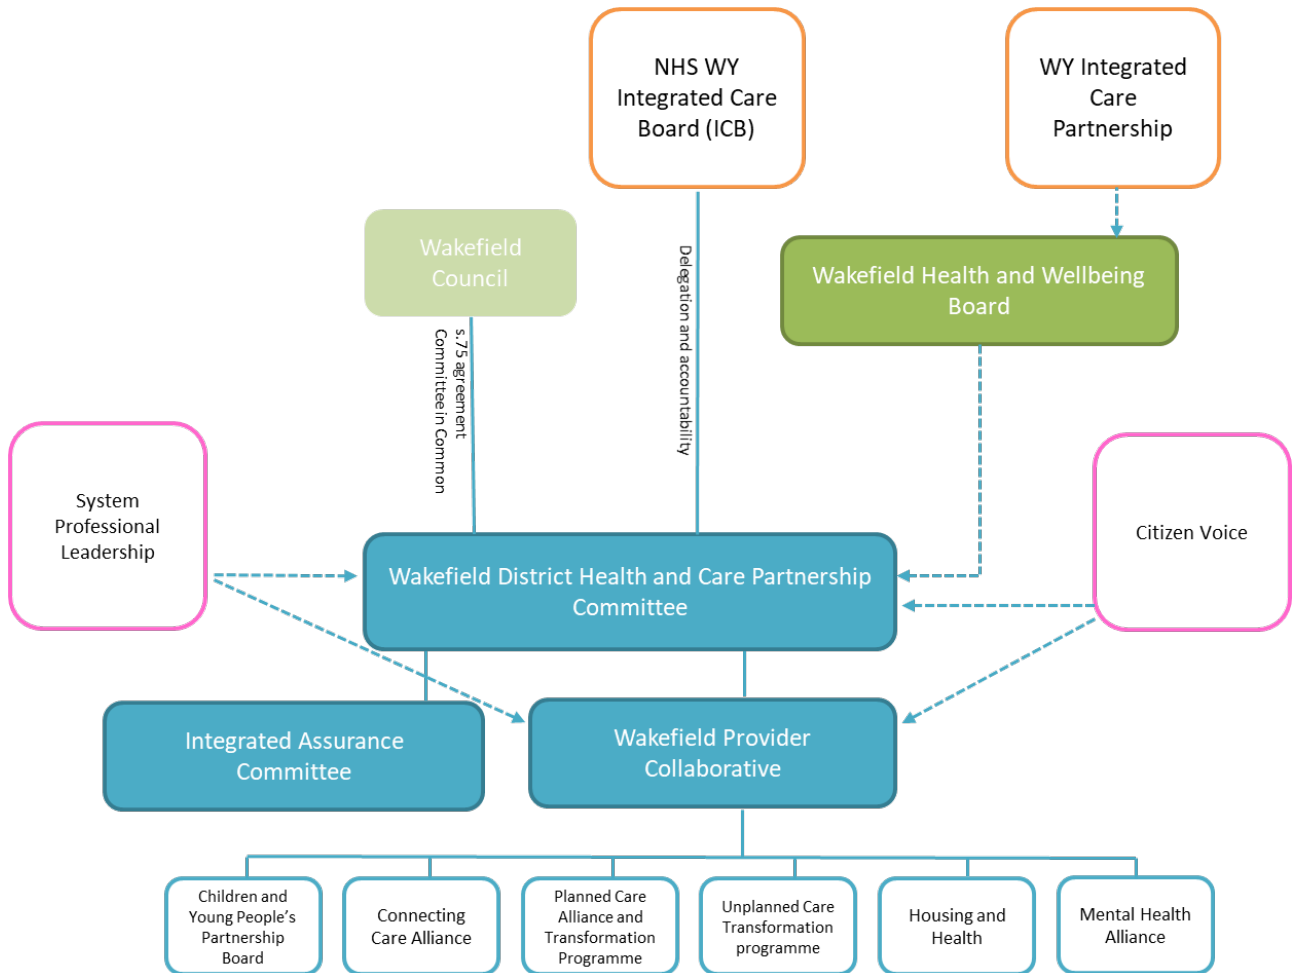 NHS WY
Integrated Care
Board (ICB)
WY Integrated
Care
Partnership
Wakefield
Council
Wakefield Health and Wellbeing
Board
s.75 agreement
Committee in Common
Delegation and accountability
System
Professional
Leadership
Citizen Voice
Wakefield District Health and Care Partnership
Committee
Integrated Assurance
Committee
Wakefield Provider
Collaborative
Children and
Young People’s
Partnership
Board
Connecting
Care Alliance
Planned Care
Alliance and
Transformation
Programme
Unplanned Care
Transformation
programme
Housing and
Health
Mental Health
Alliance